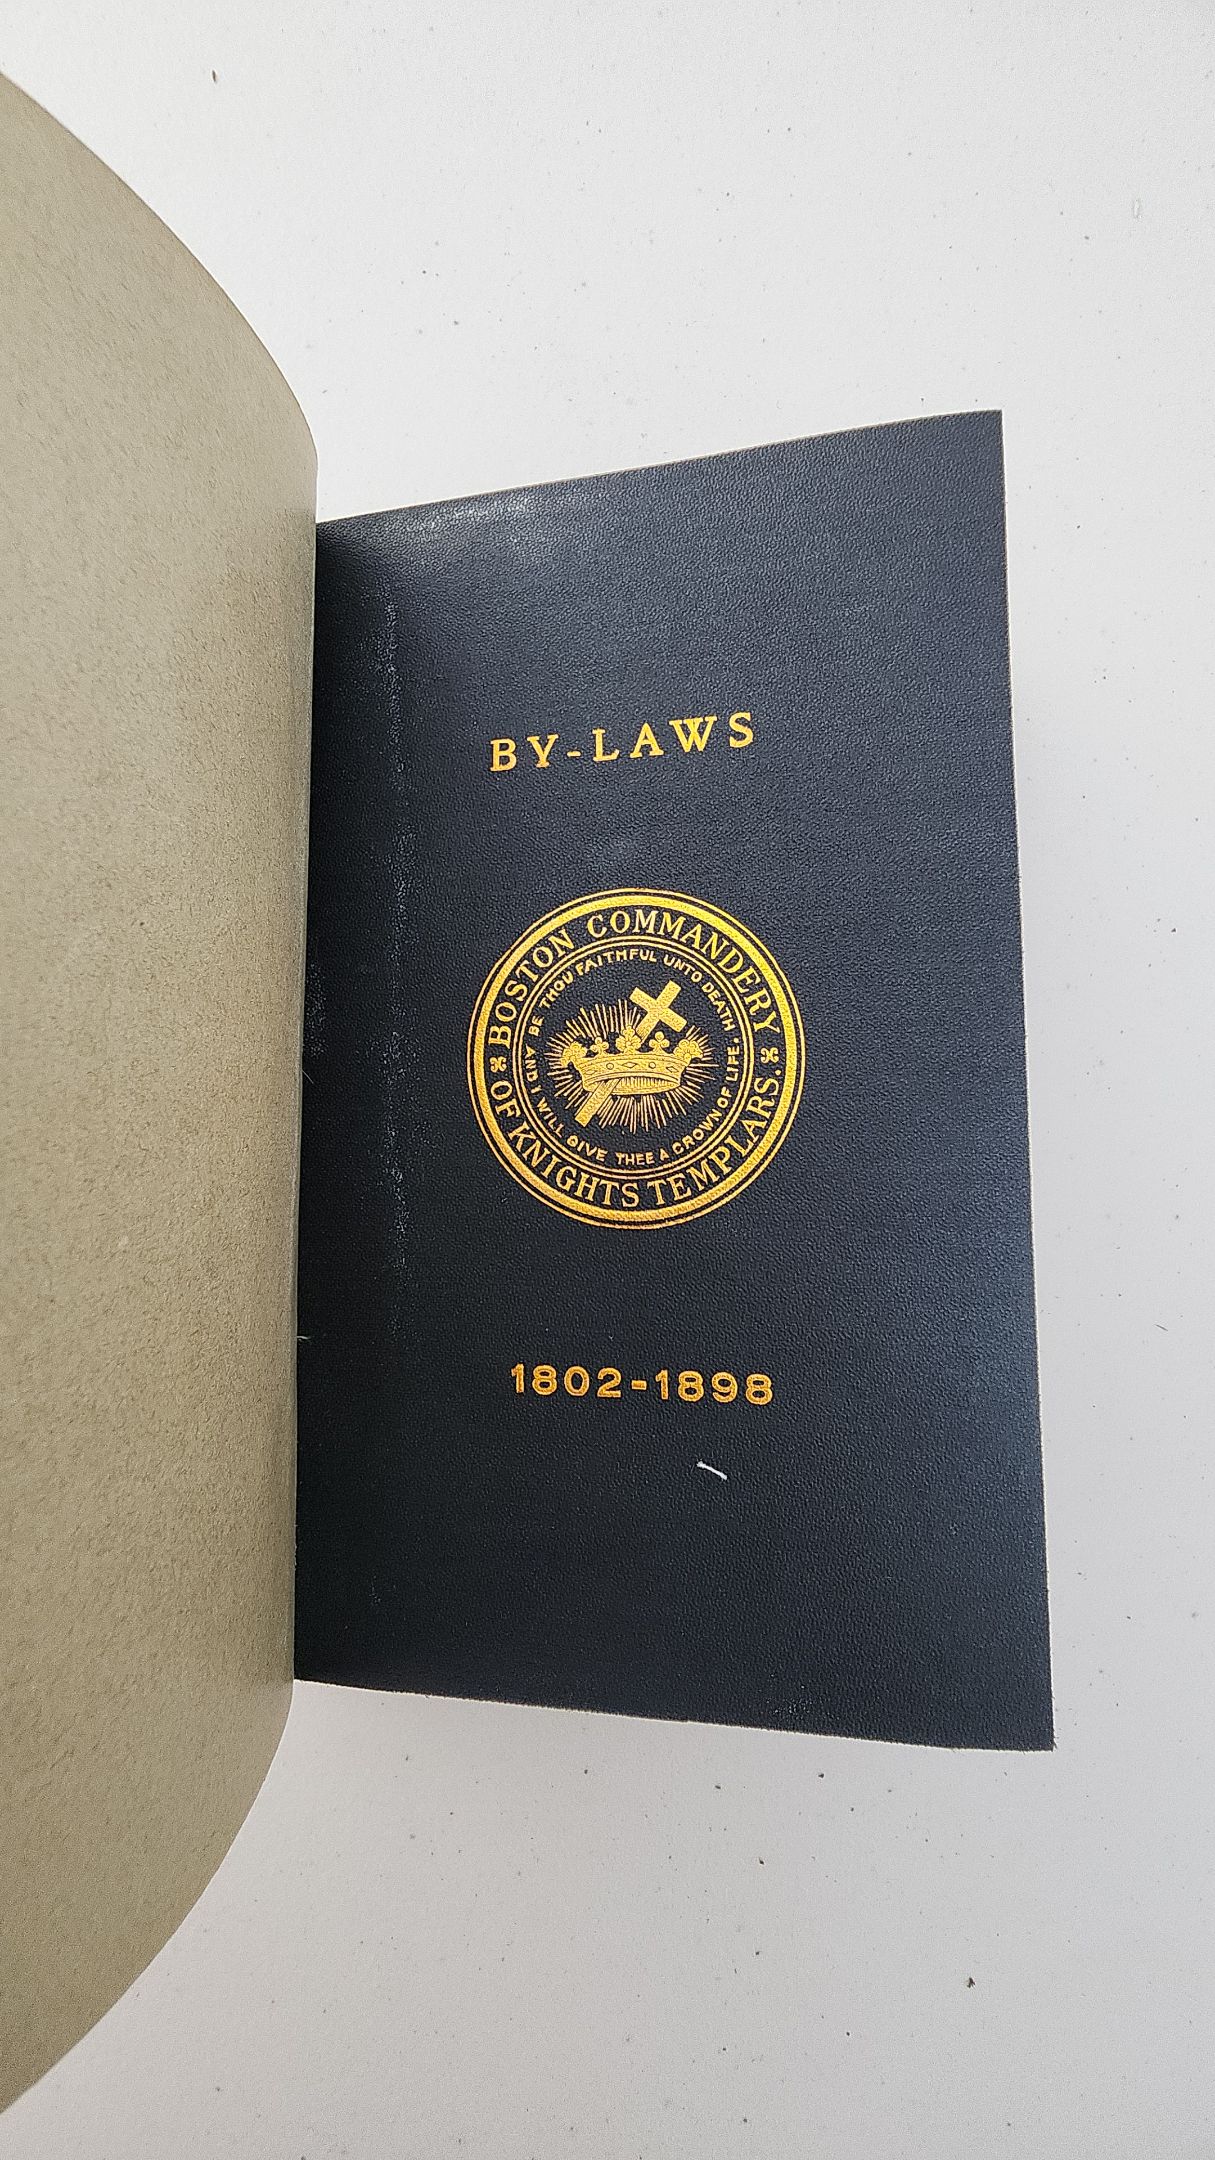 BY-LAWS
BOSTON COMMANDERY
OF KNIGHTS TEMPLARS.
BE THOU FAITHFUL UNTO DEATH
AND I WILL GIVE THEE A CROWN OF LIFE.
1802-1898